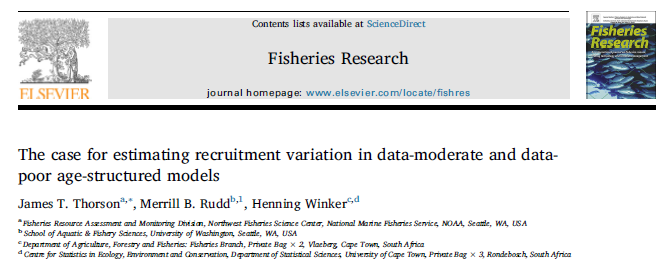 Contents lists available at ScienceDirect
Fisheries Research
journal homepage: www.elsevier.com/locate/fishres
ELSEVIER
Fisheries
Research
The case for estimating recruitment variation in data-moderate and data-
poor age-structured models
James T. Thorsonᵃ,*, Merrill B. Ruddᵇ,¹, Henning Winkerᶜ,ᵈ
ᵃ Fisheries Resource Assessment and Monitoring Division, Northwest Fisheries Science Center, National Marine Fisheries Service, NOAA, Seattle, WA, USA
ᵇ School of Aquatic & Fishery Sciences, University of Washington, Seattle, WA, USA
ᶜ Department of Agriculture, Forestry and Fisheries: Fisheries Branch, Private Bag × 2, Vlaeberg, Cape Town, South Africa
ᵈ Centre for Statistics in Ecology, Environment and Conservation, Department of Statistical Sciences, University of Cape Town, Private Bag × 3, Rondebosch, South Africa